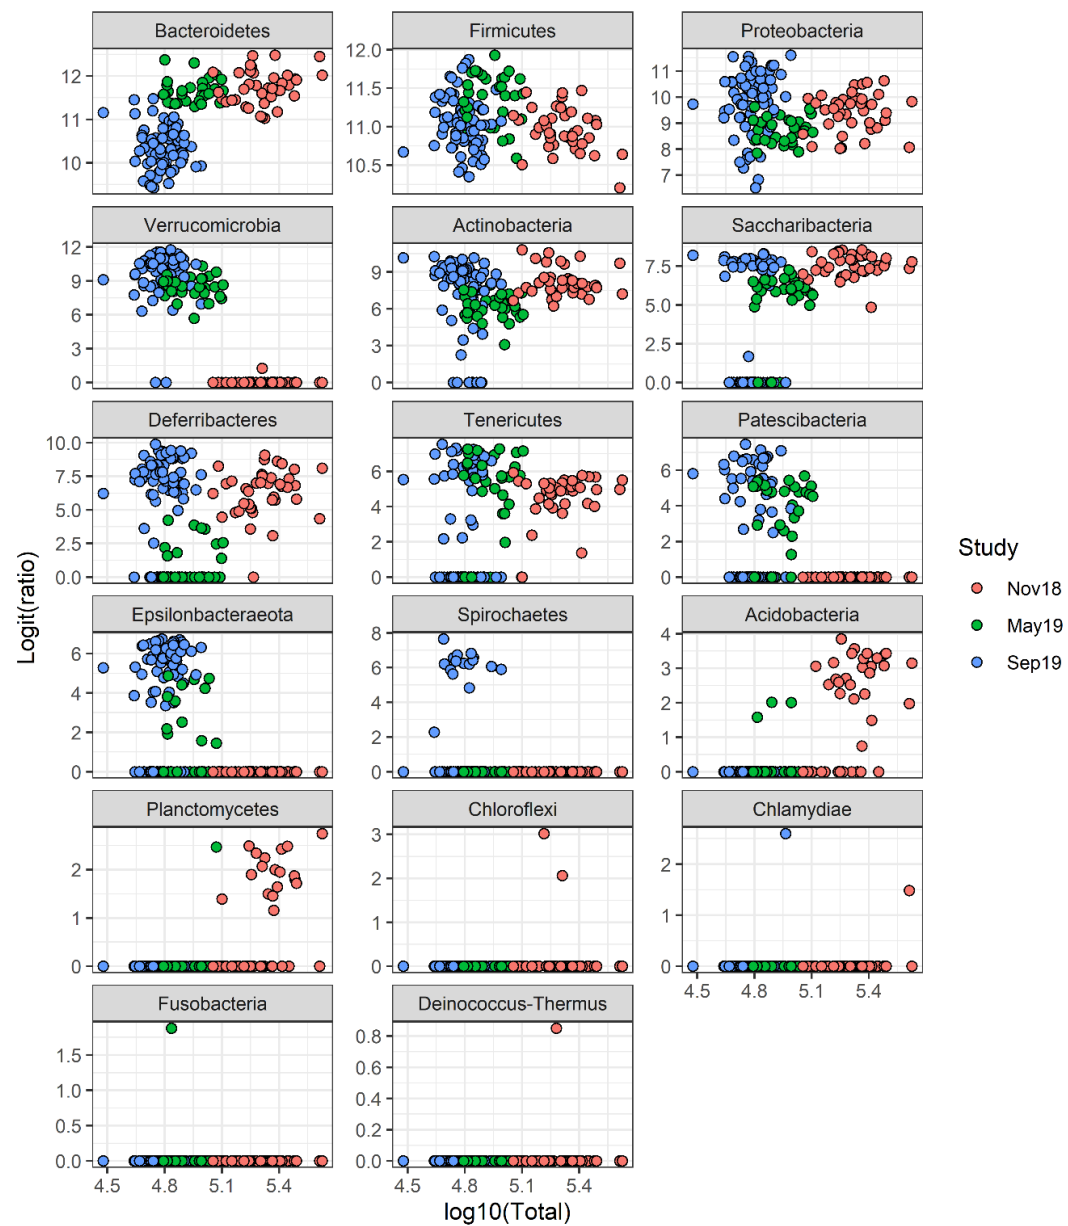 Bacteroidetes
Firmicutes
Proteobacteria
12
11
10
12.0
11.5
11.0
10.5
11
10
9
8
7
Verrucomicrobia
Actinobacteria
Saccharibacteria
12
9
6
3
0
9
6
3
0
7.5
5.0
2.5
0.0
Deferribacteres
Tenericutes
Patescibacteria
10.0
7.5
5.0
2.5
0.0
6
4
2
0
6
4
2
0
Epsilonbacteraeota
Spirochaetes
Acidobacteria
6
4
2
0
8
6
4
2
0
4
3
2
1
0
Planctomycetes
Chloroflexi
Chlamydiae
2
1
0
3
2
1
0
2
1
0
4.5 4.8 5.1 5.4
Fusobacteria
Deinococcus-Thermus
1.5
1.0
0.5
0.0
0.8
0.6
0.4
0.2
0.0
4.5 4.8 5.1 5.4
4.5 4.8 5.1 5.4
log10(Total)
Logit(ratio)
Study
Nov18
May19
Sep19